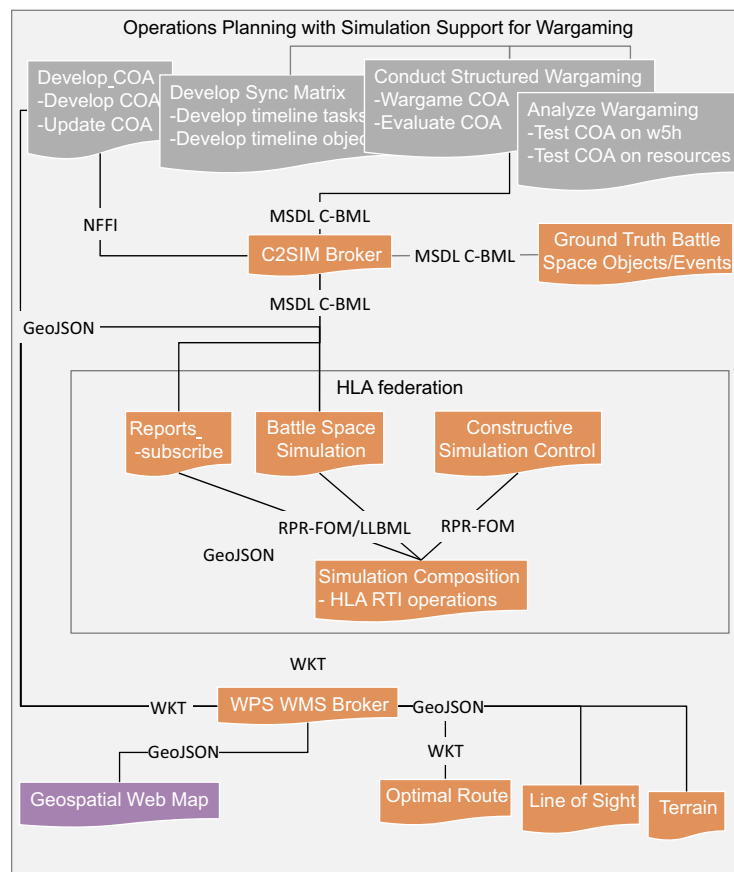 Operations Planning with Simulation Support for Wargaming
Develop_COA
-Develop COA
-Update COA
Develop Sync Matrix
-Develop timeline tasks
-Develop timeline objec
Conduct Structured Wargaming
-Wargame COA
-Evaluate COA
Analyze Wargaming
-Test COA on w5h
-Test COA on resources
NFFI
MSDL C-BML
C2SIM Broker
MSDL C-BML
Ground Truth Battle
Space Objects/Events
MSDL C-BML
GeoJSON
HLA federation
Reports_
-subscribe
Battle Space
Simulation
Constructive
Simulation Control
RPR-FOM/LLBML
RPR-FOM
GeoJSON
Simulation Composition
- HLA RTI operations
WKT
WKT
WPS WMS Broker
GeoJSON
GeoJSON
WKT
Geospatial Web Map
Optimal Route
Line of Sight
Terrain